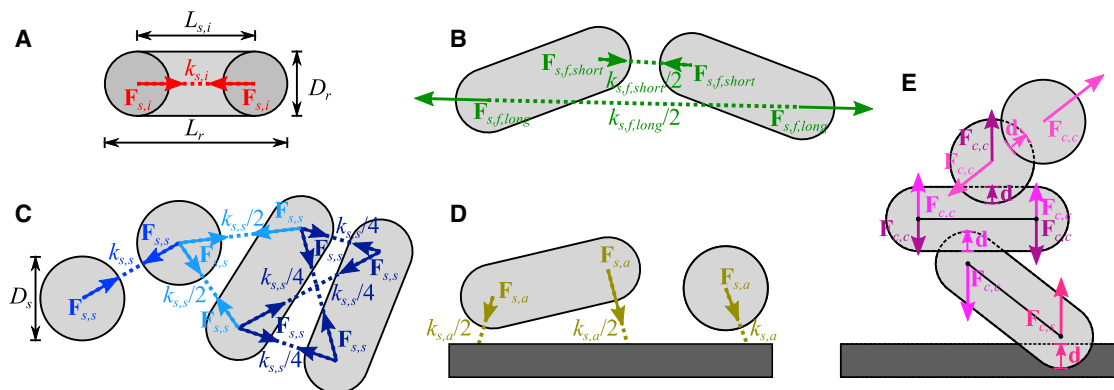 A
L_{s,i}
k_{s,i}
F_{s,i}
F_{s,i}
D_r
L_r
B
F_{s,f,short}
k_{s,f,short}/2
F_{s,f,short}
F_{s,f,long}
k_{s,f,long}/2
F_{s,f,long}
C
k_{s,s}
F_{s,s}
k_{s,s}/2
F_{s,s}
k_{s,s}/4
F_{s,s}
F_{s,s}
D_s
F_{s,s}
k_{s,s}/2
k_{s,s}/4
k_{s,s}/4
F_{s,s}
F_{s,s}
F_{s,s}
k_{s,s}/4
D
F_{s,a}
F_{s,a}
F_{s,a}
k_{s,a}/2
k_{s,a}/2
k_{s,a}
E
d
F_{c,c}
F_{c,c}
F_{c,c}
d
F_{c,c}
d
F_{c,c}
F_{c,c}
d
F_{c,c}
F_{c,s}
d